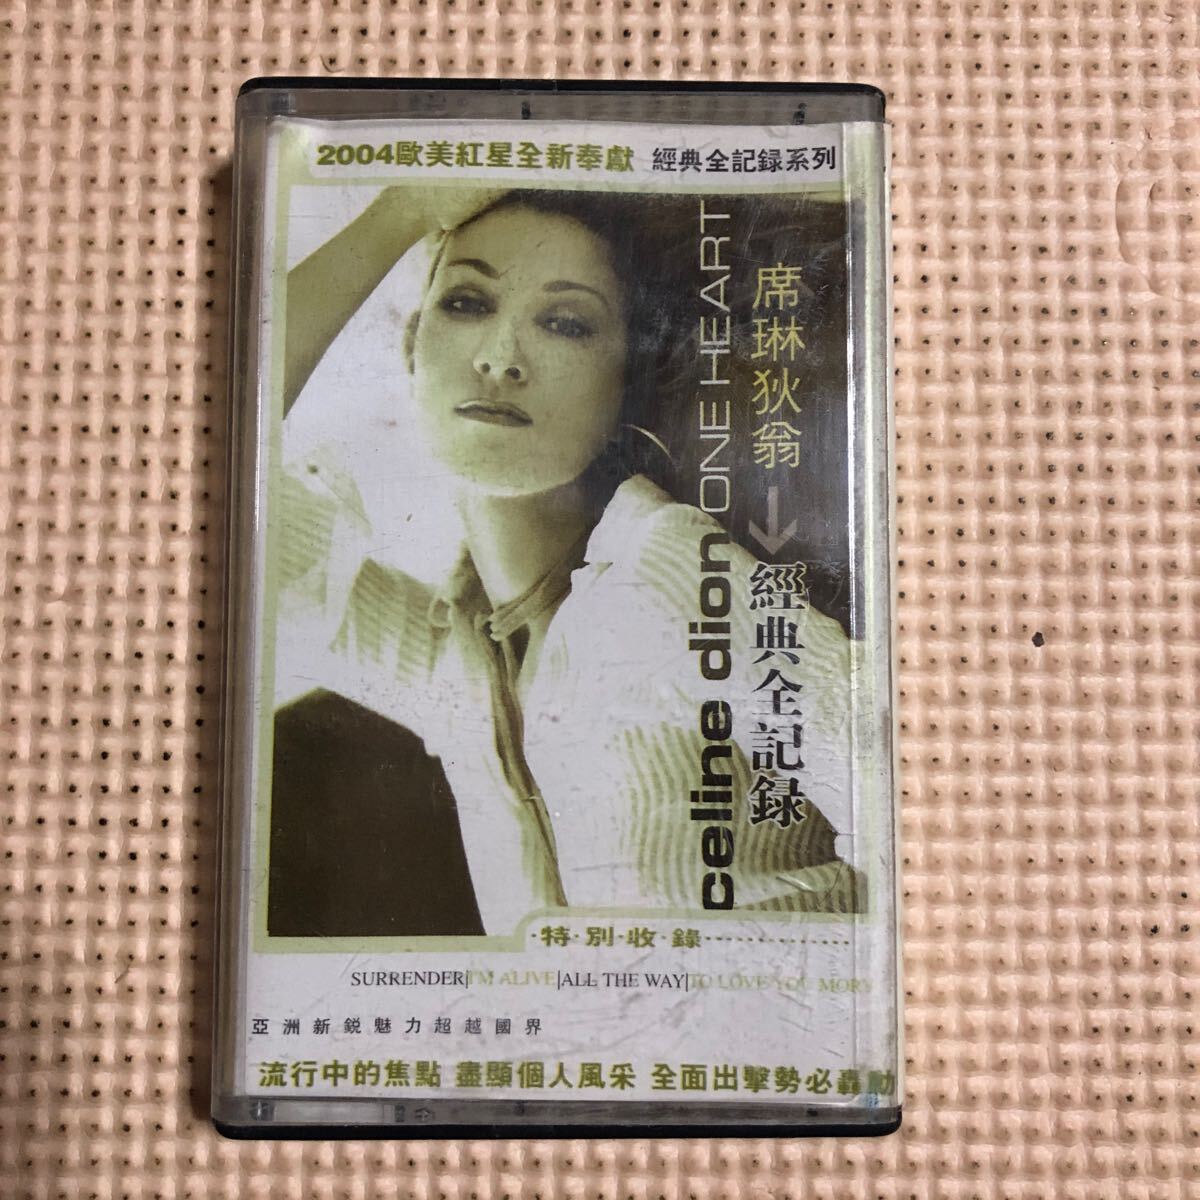 2004歐美紅星全新奉獻 經典全記録系列
席琳狄翁
經典全記録
celine dion ONE HEART
·特·別·收·錄
SURRENDER|I'M ALIVE|ALL THE WAY|TO LOVE YOU MORE
亞洲新鋭魅力超越國界
流行中的焦點 盡顯個人風采 全面出擊勢必轟動